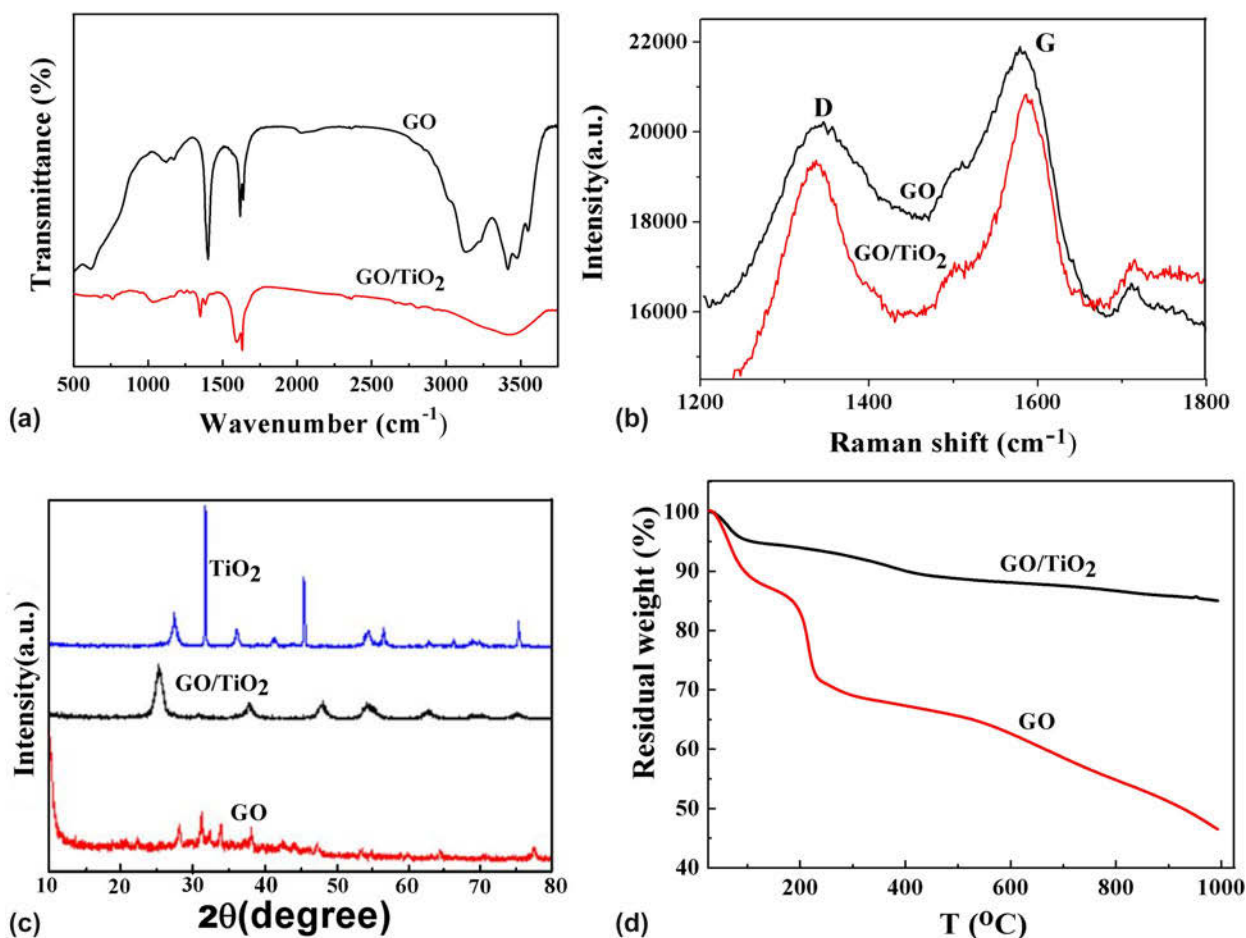 GO
GO/TiO2
Transmittance (%)
500 1000 1500 2000 2500 3000 3500
Wavenumber (cm-1)
(a)
22000
20000
18000
16000
D
G
GO
GO/TiO2
Intensity(a.u.)
1200 1400 1600 1800
Raman shift (cm-1)
(b)
TiO2
GO/TiO2
GO
Intensity(a.u.)
10 20 30 40 50 60 70 80
2θ(degree)
(c)
100
90
80
70
60
50
40
GO/TiO2
GO
Residual weight (%)
200 400 600 800 1000
T (OC)
(d)